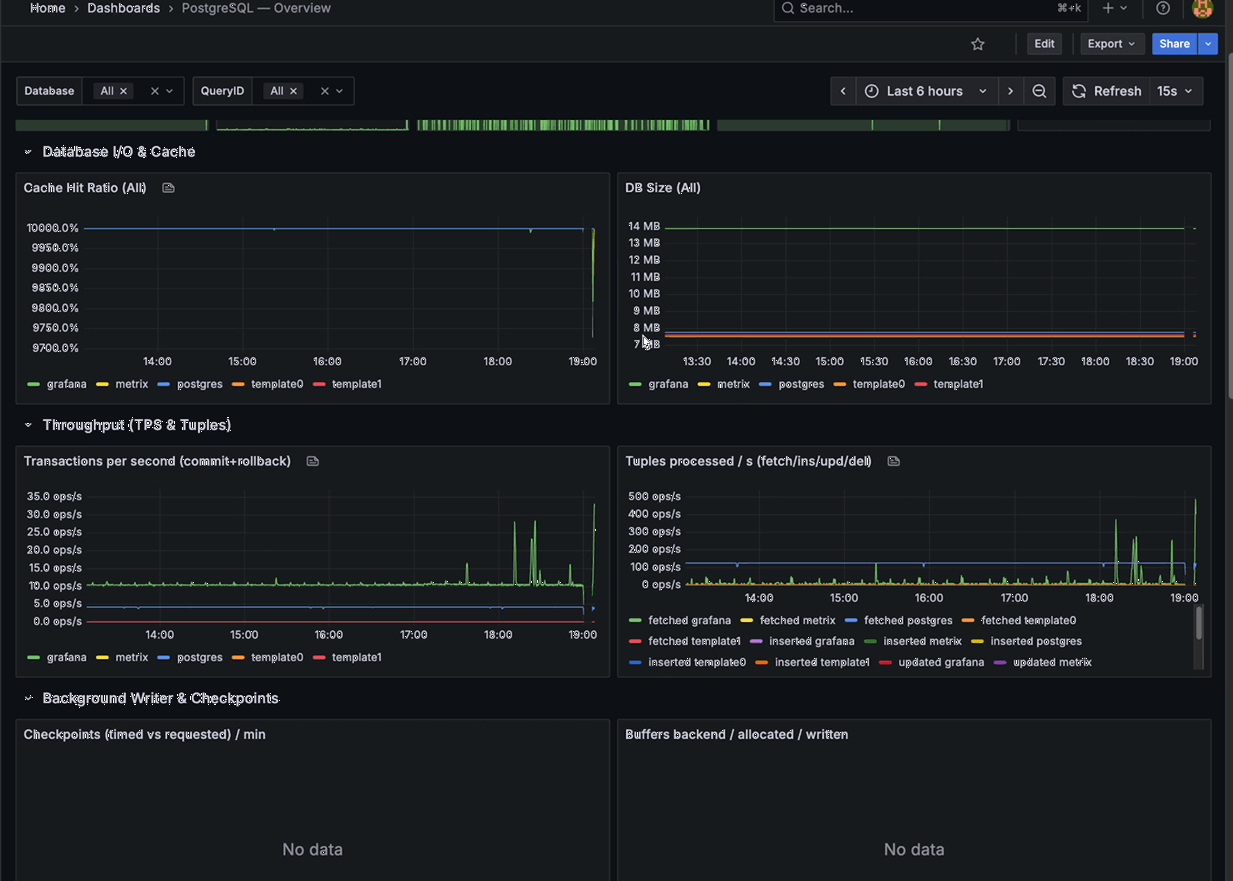 Home › Dashboards › PostgreSQL — Overview
Search... ⌘+k
Edit Export Share
Database All × × QueryID All × × Last 6 hours Refresh 15s
Database I/O & Cache
Cache Hit Ratio (All)
10000.0%
9950.0%
9900.0%
9850.0%
9800.0%
9750.0%
9700.0%
14:00 15:00 16:00 17:00 18:00 19:00
grafana metrix postgres template0 template1
DB Size (All)
14 MB
13 MB
12 MB
11 MB
10 MB
9 MB
8 MB
13:30 14:00 14:30 15:00 15:30 16:00 16:30 17:00 17:30 18:00 18:30 19:00
grafana metrix postgres template0 template1
Throughput (TPS & Tuples)
Transactions per second (commit+rollback)
35.0 ops/s
30.0 ops/s
25.0 ops/s
20.0 ops/s
15.0 ops/s
10.0 ops/s
5.0 ops/s
0.0 ops/s
14:00 15:00 16:00 17:00 18:00 19:00
grafana metrix postgres template0 template1
Tuples processed / s (fetch/ins/upd/del)
500 ops/s
400 ops/s
300 ops/s
200 ops/s
100 ops/s
0 ops/s
14:00 15:00 16:00 17:00 18:00 19:00
fetched grafana fetched metrix fetched postgres fetched template0
fetched template1 inserted grafana inserted metrix inserted postgres
inserted template0 inserted template1 updated grafana updated metrix
Background Writer & Checkpoints
Checkpoints (timed vs requested) / min
No data
Buffers backend / allocated / written
No data